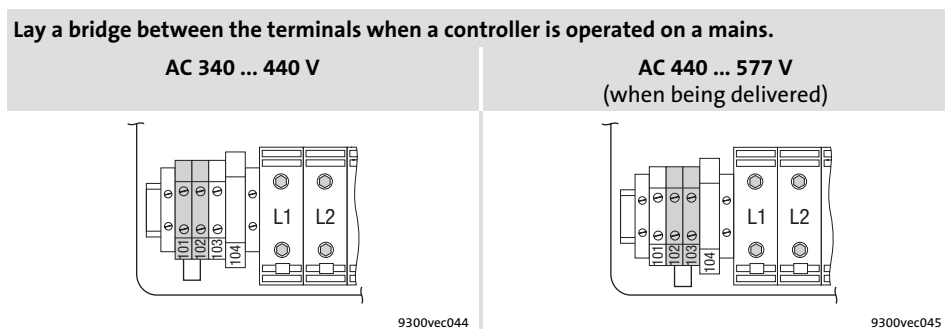 Lay a bridge between the terminals when a controller is operated on a mains.
AC 340 ... 440 V
AC 440 ... 577 V
(when being delivered)
101 102 103 104 L1 L2
9300vec044
101 102 103 104 L1 L2
9300vec045